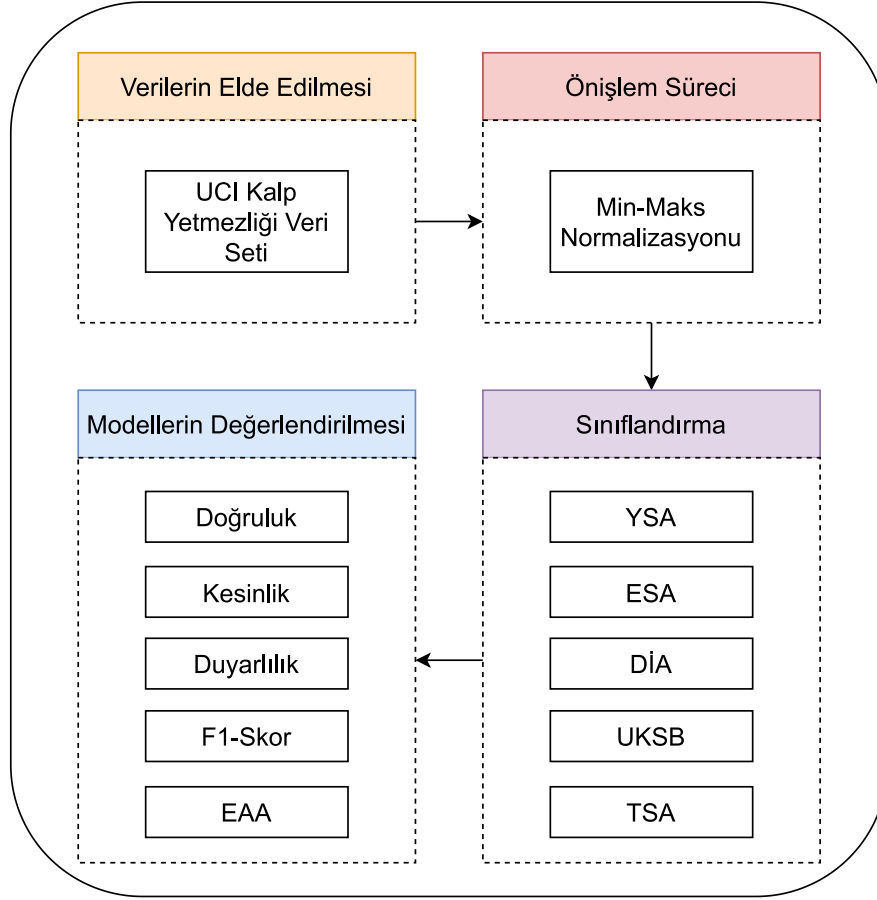 Verilerin Elde Edilmesi
UCI Kalp
Yetmezliği Veri
Seti
Önişlem Süreci
Min-Maks
Normalizasyonu
Modellerin Değerlendirilmesi
Doğruluk
Kesinlik
Duyarlılık
F1-Skor
EAA
Sınıflandırma
YSA
ESA
DİA
UKSB
TSA